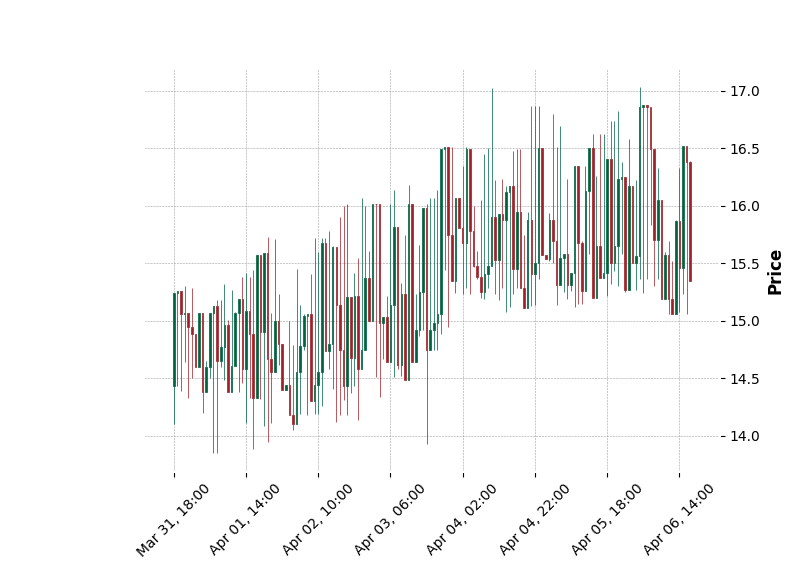 17.0
16.5
16.0
15.5
15.0
14.5
14.0
Price
Mar 31, 18:00
Apr 01, 14:00
Apr 02, 10:00
Apr 03, 06:00
Apr 04, 02:00
Apr 04, 22:00
Apr 05, 18:00
Apr 06, 14:00